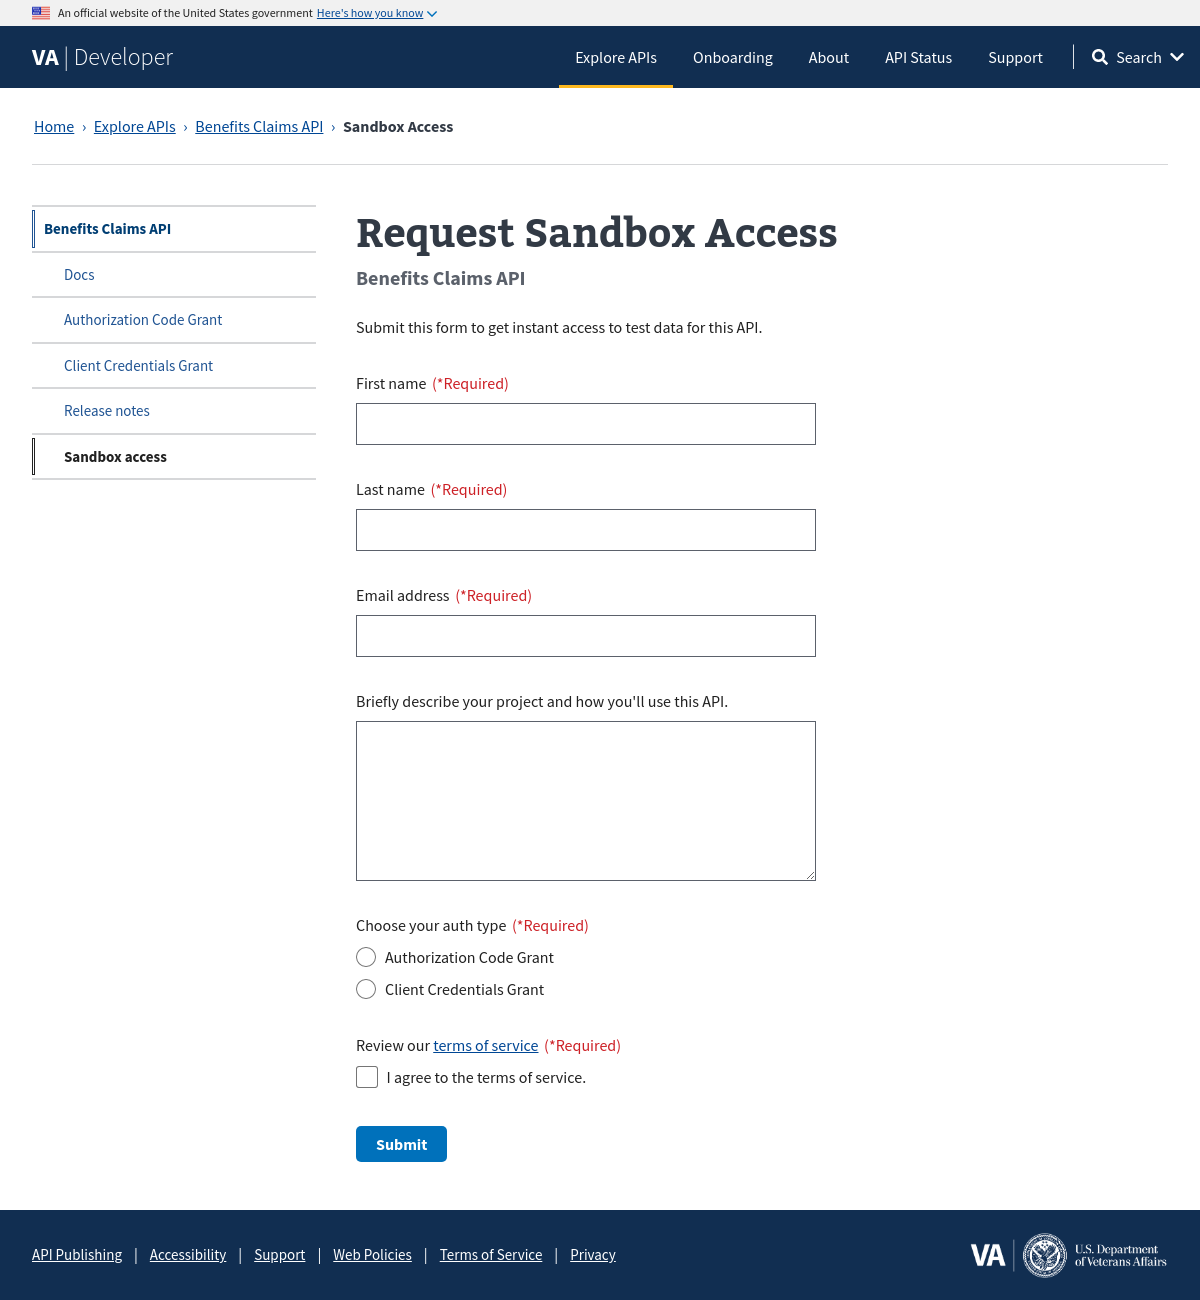 An official website of the United States government Here's how you know
VA | Developer
Explore APIs
Onboarding
About
API Status
Support
Search
Home › Explore APIs › Benefits Claims API › Sandbox Access
Benefits Claims API
Docs
Authorization Code Grant
Client Credentials Grant
Release notes
Sandbox access
Request Sandbox Access
Benefits Claims API
Submit this form to get instant access to test data for this API.
First name (*Required)
Last name (*Required)
Email address (*Required)
Briefly describe your project and how you'll use this API.
Choose your auth type (*Required)
Authorization Code Grant
Client Credentials Grant
Review our terms of service (*Required)
I agree to the terms of service.
Submit
API Publishing | Accessibility | Support | Web Policies | Terms of Service | Privacy
VA
U.S. Department
of Veterans Affairs